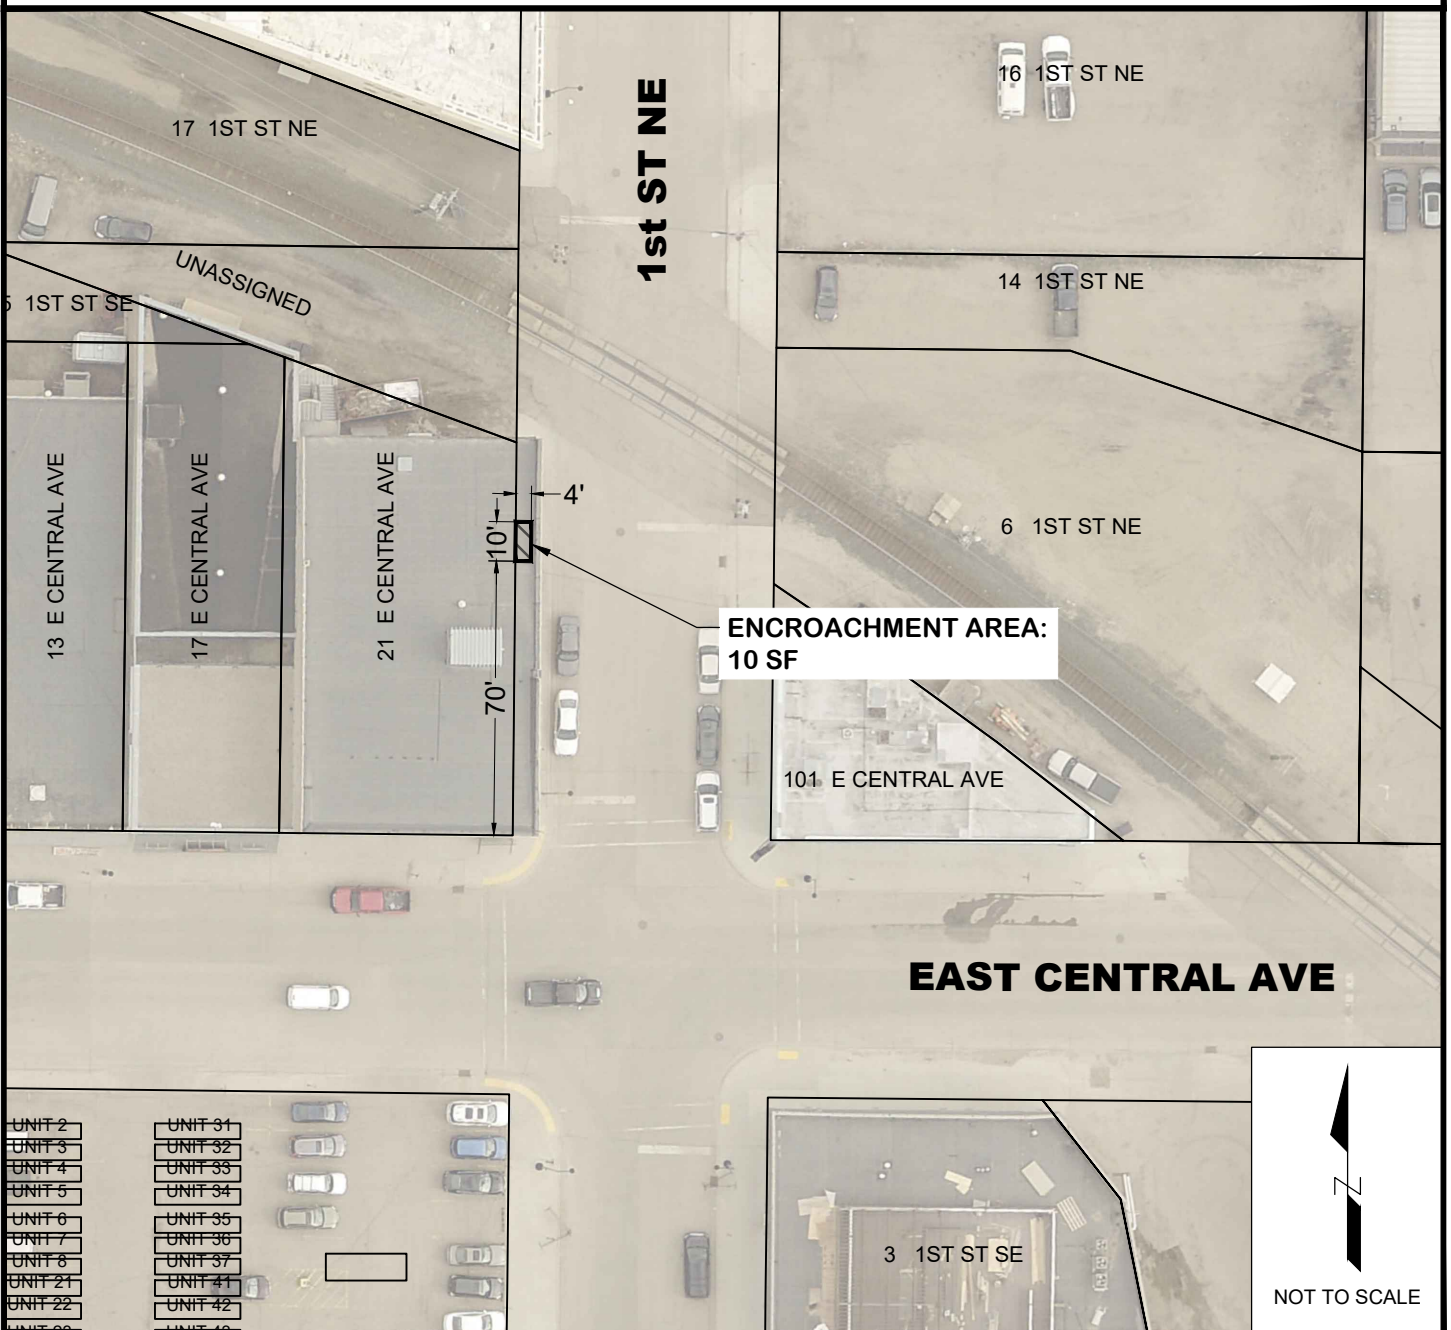 16 1ST ST NE
17 1ST ST NE
1st ST NE
UNASSIGNED
14 1ST ST NE
1ST ST SE
13 E CENTRAL AVE
17 E CENTRAL AVE
21 E CENTRAL AVE
4'
10'
70'
6 1ST ST NE
ENCROACHMENT AREA:
10 SF
101 E CENTRAL AVE
EAST CENTRAL AVE
UNIT 2
UNIT 3
UNIT 4
UNIT 5
UNIT 6
UNIT 7
UNIT 8
UNIT 21
UNIT 22
UNIT 31
UNIT 32
UNIT 33
UNIT 34
UNIT 35
UNIT 36
UNIT 37
UNIT 41
UNIT 42
3 1ST ST SE
N
NOT TO SCALE